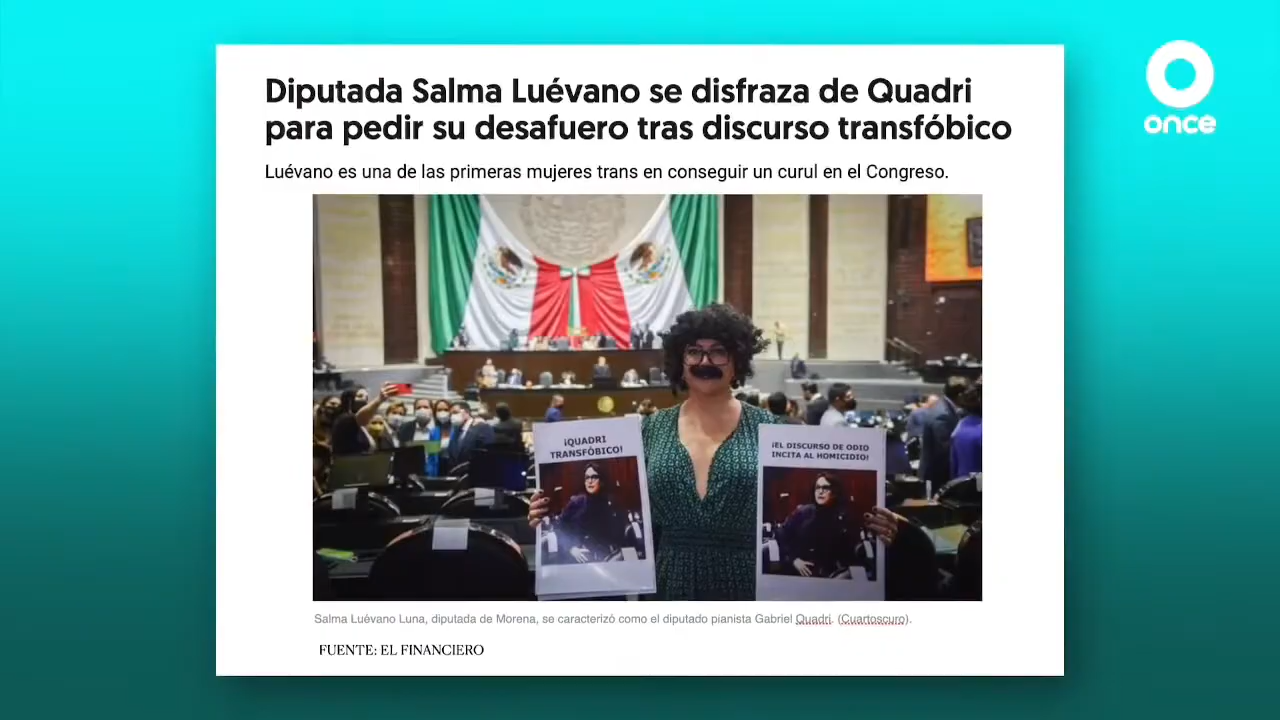 Diputada Salma Luévano se disfraza de Quadri
para pedir su desafuero tras discurso transfóbico
once
Luévano es una de las primeras mujeres trans en conseguir un curul en el Congreso.
¡QUADRI
TRANSFÓBICO!
¡EL DISCURSO DE ODIO
INCITA AL HOMICIDIO!
Salma Luévano Luna, diputada de Morena, se caracterizó como el diputado pianista Gabriel Quadri. (Cuartoscuro).
FUENTE: EL FINANCIERO